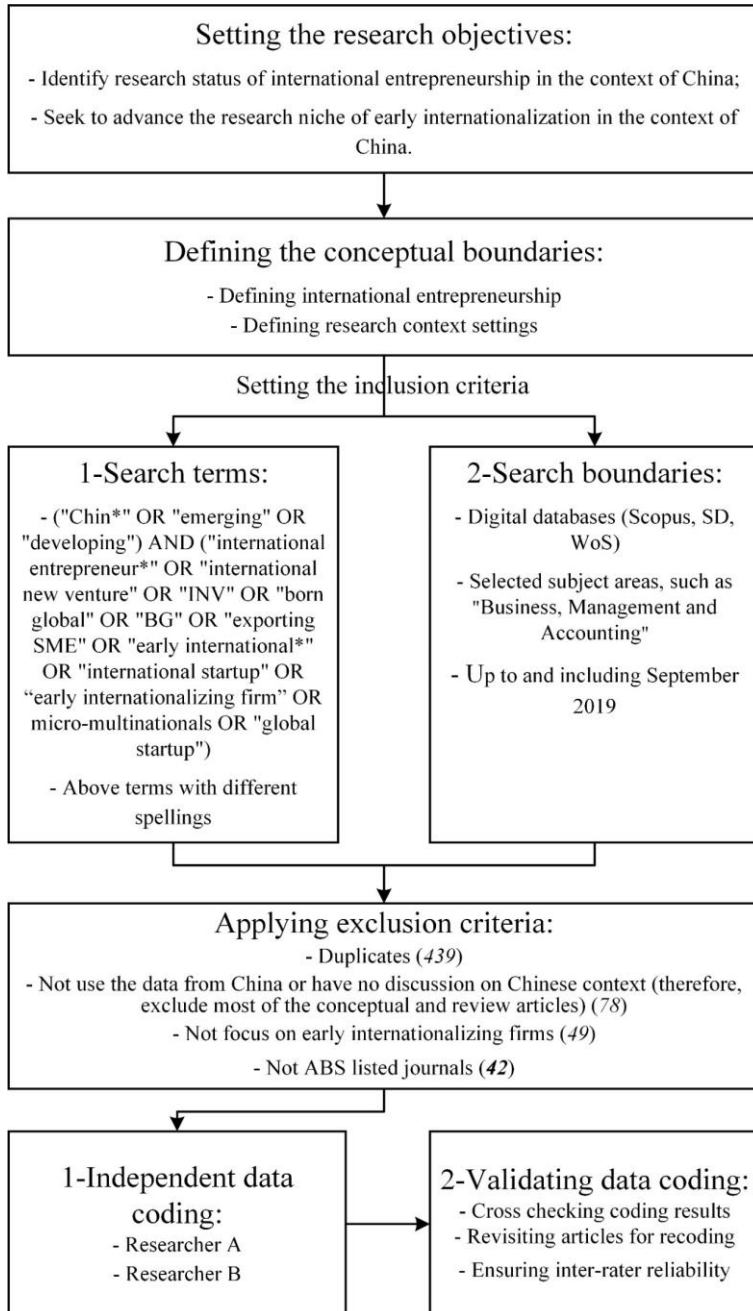 Setting the research objectives:
- Identify research status of international entrepreneurship in the context of China;
- Seek to advance the research niche of early internationalization in the context of
China.
Defining the conceptual boundaries:
- Defining international entrepreneurship
- Defining research context settings
Setting the inclusion criteria
1-Search terms:
- ("Chin*" OR "emerging" OR
"developing") AND ("international
entrepreneur*" OR "international
new venture" OR "INV" OR "born
global" OR "BG" OR "exporting
SME" OR "early international*"
OR "international startup" OR
“early internationalizing firm” OR
micro-multinationals OR "global
startup")
- Above terms with different
spellings
2-Search boundaries:
- Digital databases (Scopus, SD,
WoS)
- Selected subject areas, such as
"Business, Management and
Accounting"
- Up to and including September
2019
Applying exclusion criteria:
- Duplicates (439)
- Not use the data from China or have no discussion on Chinese context (therefore,
exclude most of the conceptual and review articles) (78)
- Not focus on early internationalizing firms (49)
- Not ABS listed journals (42)
1-Independent data
coding:
- Researcher A
- Researcher B
2-Validating data coding:
- Cross checking coding results
- Revisiting articles for recoding
- Ensuring inter-rater reliability